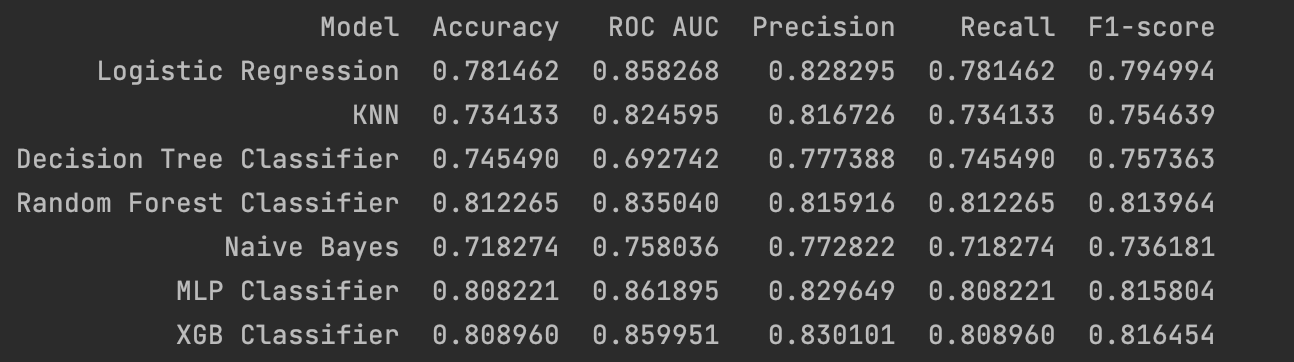 Model Accuracy ROC AUC Precision Recall F1-score
Logistic Regression 0.781462 0.858268 0.828295 0.781462 0.794994
KNN 0.734133 0.824595 0.816726 0.734133 0.754639
Decision Tree Classifier 0.745490 0.692742 0.777388 0.745490 0.757363
Random Forest Classifier 0.812265 0.835040 0.815916 0.812265 0.813964
Naive Bayes 0.718274 0.758036 0.772822 0.718274 0.736181
MLP Classifier 0.808221 0.861895 0.829649 0.808221 0.815804
XGB Classifier 0.808960 0.859951 0.830101 0.808960 0.816454